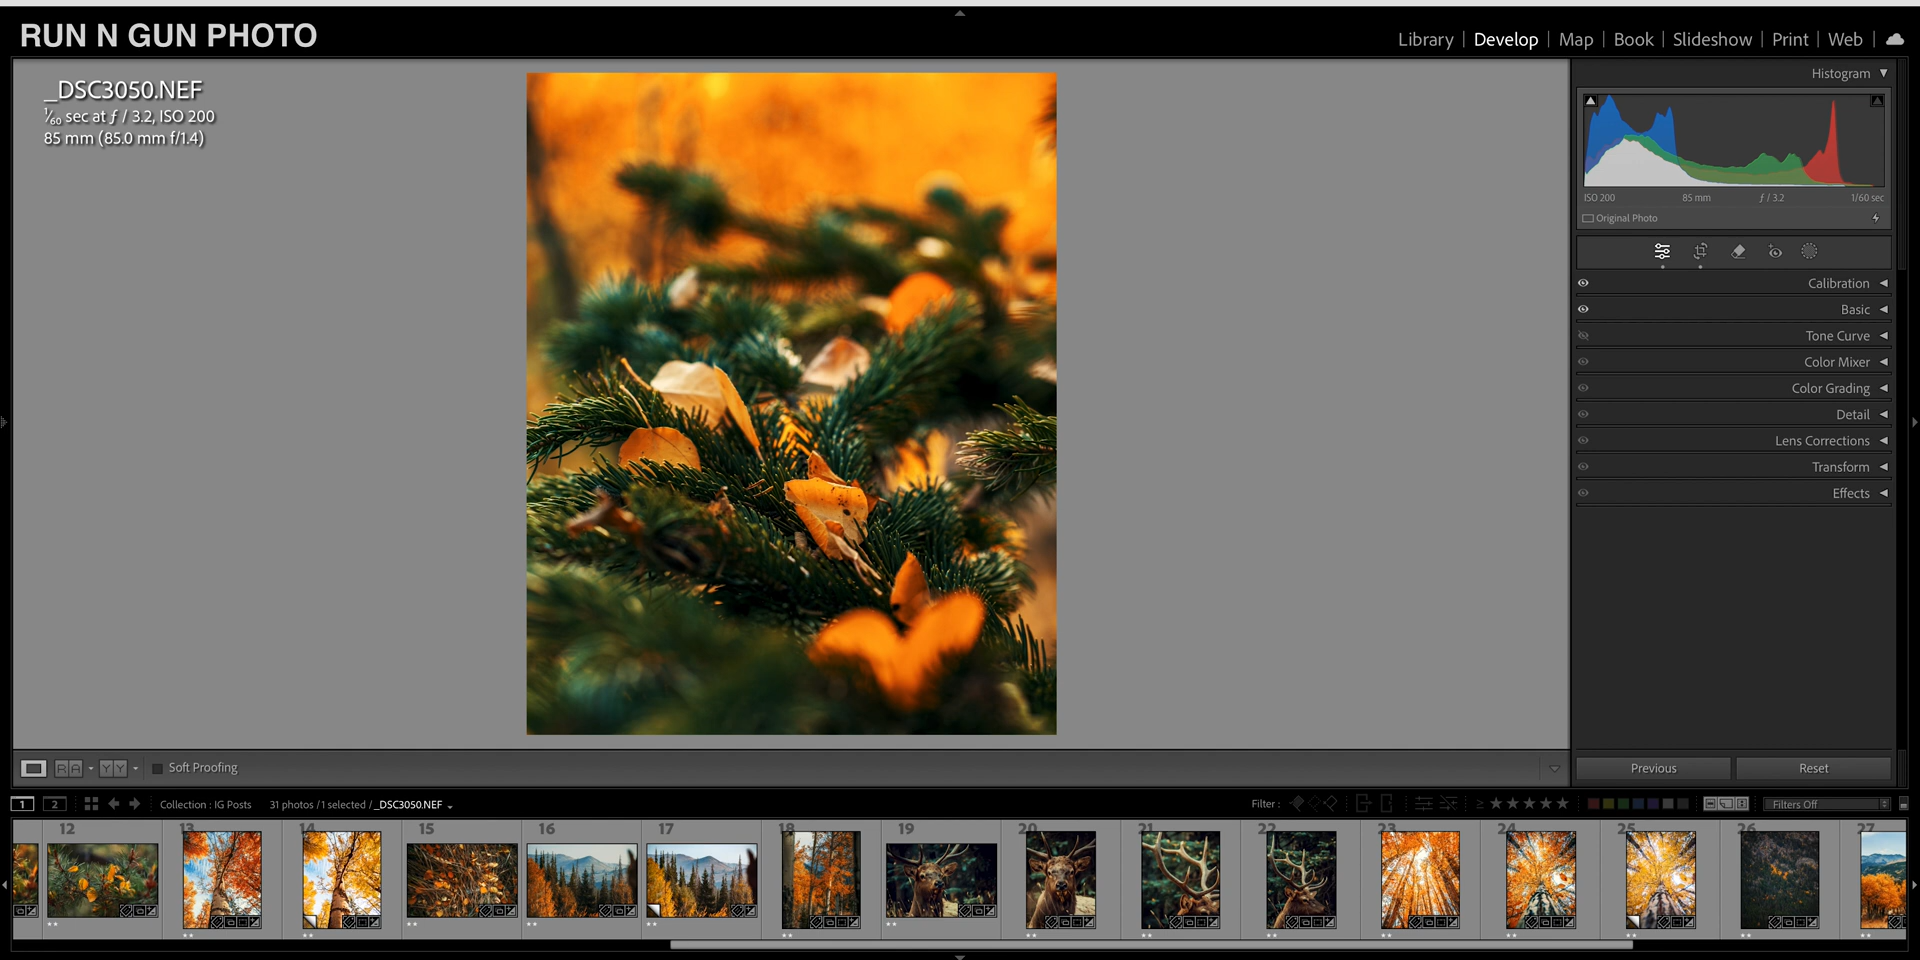 RUN N GUN PHOTO
Library | Develop | Map | Book | Slideshow | Print | Web |
_DSC3050.NEF
1/60 sec at ƒ / 3.2, ISO 200
85 mm (85.0 mm f/1.4)
Histogram
ISO 200 85 mm ƒ / 3.2 1/60 sec
Original Photo
Calibration
Basic
Tone Curve
Color Mixer
Color Grading
Detail
Lens Corrections
Transform
Effects
R A Y Y Soft Proofing
Previous Reset
1 2 Collection : IG Posts 31 photos / 1 selected / _DSC3050.NEF Filter : Filters Off
12 13 14 15 16 17 18 19 20 21 22 23 24 25 26 27